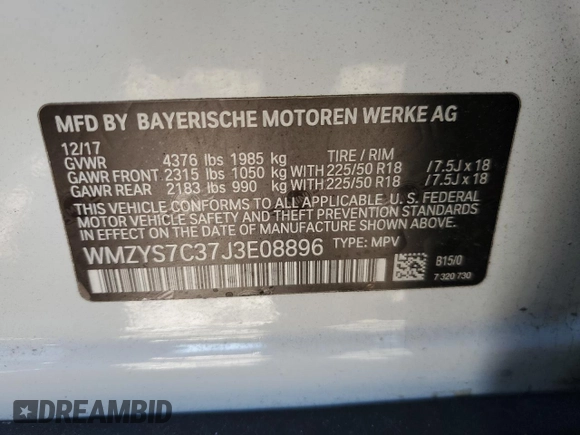 MFD BY BAYERISCHE MOTOREN WERKE AG
12/17 TIRE / RIM
GVWR 4376 lbs 1985 kg
GAWR FRONT 2315 lbs 1050 kg WITH 225/50 R18 /7.5J x 18
GAWR REAR 2183 lbs 990 kg WITH 225/50 R18 /7.5J x 18
THIS VEHICLE CONFORMS TO ALL APPLICABLE U. S. FEDERAL
MOTOR VEHICLE SAFETY, BUMPER, AND THEFT PREVENTION
STANDARDS IN EFFECT ON THE DATE OF MANUFACTURE SHOWN ABOVE.
WMZYS7C37J3E08896 TYPE: MPV
B15/0
7 320 730
DREAMBID